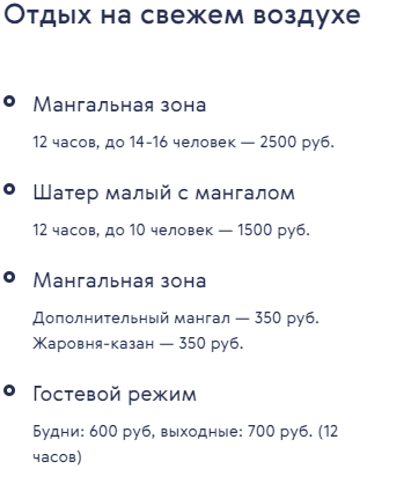 Отдых на свежем воздухе
Мангальная зона
12 часов, до 14-16 человек — 2500 руб.
Шатер малый с мангалом
12 часов, до 10 человек — 1500 руб.
Мангальная зона
Дополнительный мангал — 350 руб.
Жаровня-казан — 350 руб.
Гостевой режим
Будни: 600 руб, выходные: 700 руб. (12
часов)